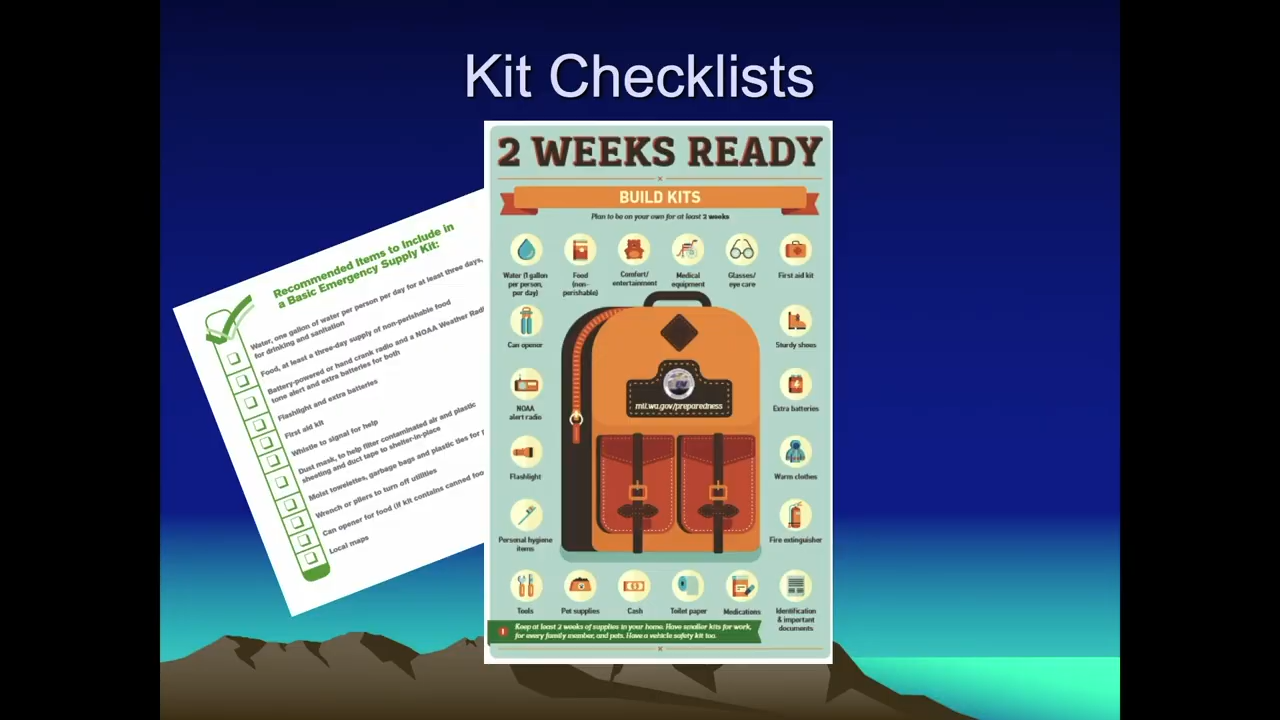 Kit Checklists
Recommended Items to Include in
a Basic Emergency Supply Kit:
Water, one gallon of water per person per day for at least three days,
for drinking and sanitation
Food, at least a three-day supply of non-perishable food
Battery-powered or hand crank radio and a NOAA Weather
tone alert and extra batteries for both
Flashlight and extra batteries
First aid kit
Whistle to signal for help
Dust mask, to help filter contaminated air and plastic
sheeting and duct tape to shelter-in-place
Moist towelettes, garbage bags and plastic ties for
Wrench or pliers to turn off utilities
Can opener for food (if kit contains canned
Local maps
2 WEEKS READY
BUILD KITS
Plan to be on your own for at least 2 weeks
Water (1 gallon
per person,
per day)
Food
(non-
perishable)
Comfort/
entertainment
Medical
equipment
Glasses/
eye care
First aid kit
Can opener
Sturdy shoes
NOAA
alert radio
mil.wa.gov/preparedness
Extra batteries
Flashlight
Warm clothes
Personal hygiene
items
Fire extinguisher
Tools
Pet supplies
Cash
Toilet paper
Medications
Identification
& important
documents
Keep at least 2 weeks of supplies in your home. Have smaller kits for work,
for every family member, and pets. Have a vehicle safety kit too.